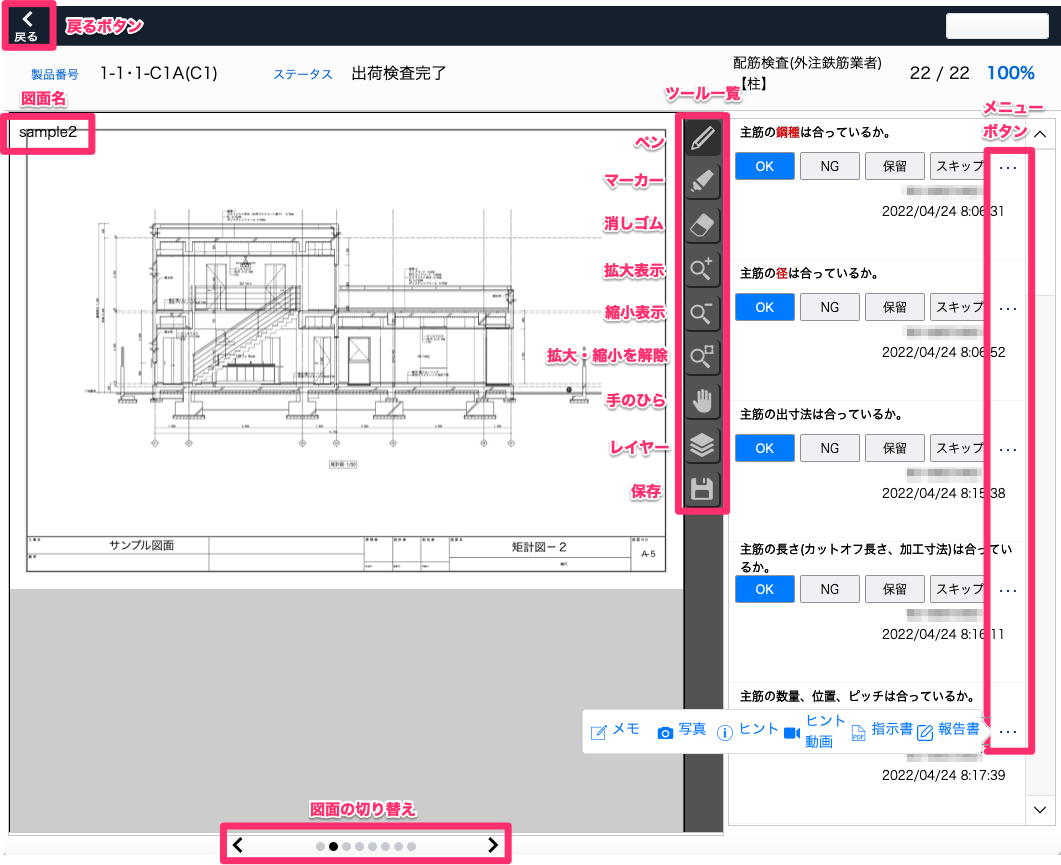 戻る
戻るボタン
製品番号 1-1・1-C1A(C1) ステータス 出荷検査完了
配筋検査(外注鉄筋業者)
【柱】
22 / 22 100%
図面名
sample2
ツール一覧
メニュー
ボタン
ペン
マーカー
消しゴム
拡大表示
縮小表示
拡大・縮小を解除
手のひら
レイヤー
保存
主筋の鋼種は合っているか。
OK NG 保留 スキップ …
2022/04/24 8:06:31
主筋の径は合っているか。
OK NG 保留 スキップ …
2022/04/24 8:06:52
主筋の出寸法は合っているか。
OK NG 保留 スキップ …
2022/04/24 8:15:38
主筋の長さ(カットオフ長さ、加工寸法)は合ってい
るか。
OK NG 保留 スキップ …
2022/04/24 8:16:11
主筋の数量、位置、ピッチは合っているか。
メモ 写真 ヒント ヒント
動画 指示書 報告書 …
PDF
2022/04/24 8:17:39
矩計図 1/50
サンプル図面
矩計図－2
A-5
図面の切り替え